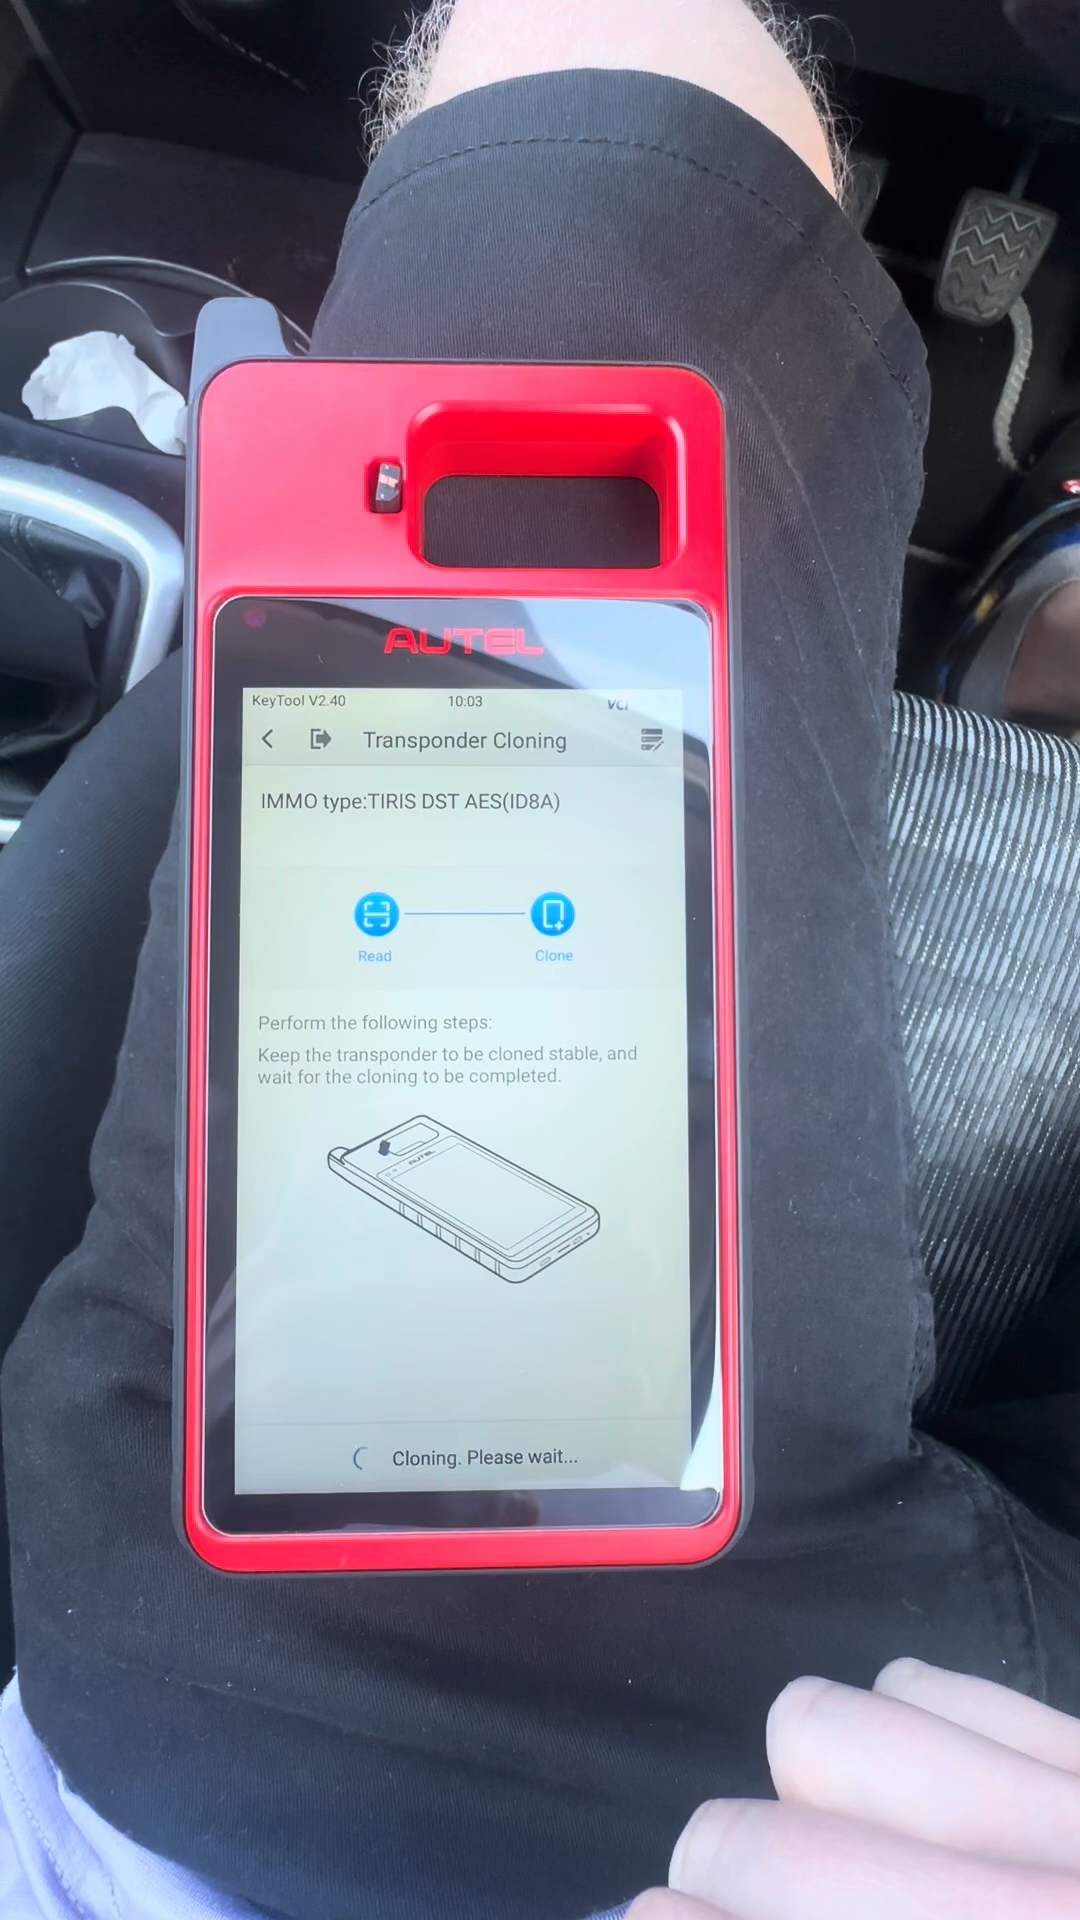 AUTEL
KeyTool V2.40 10:03 VCI
Transponder Cloning
IMMO type:TIRIS DST AES(ID8A)
Read Clone
Perform the following steps:
Keep the transponder to be cloned stable, and
wait for the cloning to be completed.
AUTEL
Cloning. Please wait...